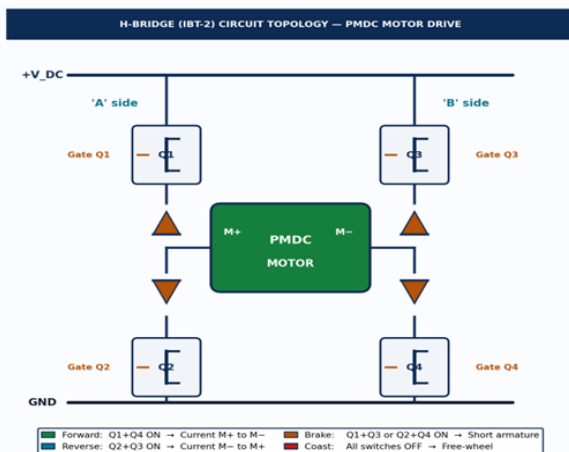 H-BRIDGE (IBT-2) CIRCUIT TOPOLOGY — PMDC MOTOR DRIVE
+V_DC
'A' side 'B' side
Gate Q1 Q1 Q3 Gate Q3
M+ PMDC M−
MOTOR
Gate Q2 Q2 Q4 Gate Q4
GND
Forward: Q1+Q4 ON → Current M+ to M− Brake: Q1+Q3 or Q2+Q4 ON → Short armature
Reverse: Q2+Q3 ON → Current M− to M+ Coast: All switches OFF → Free-wheel